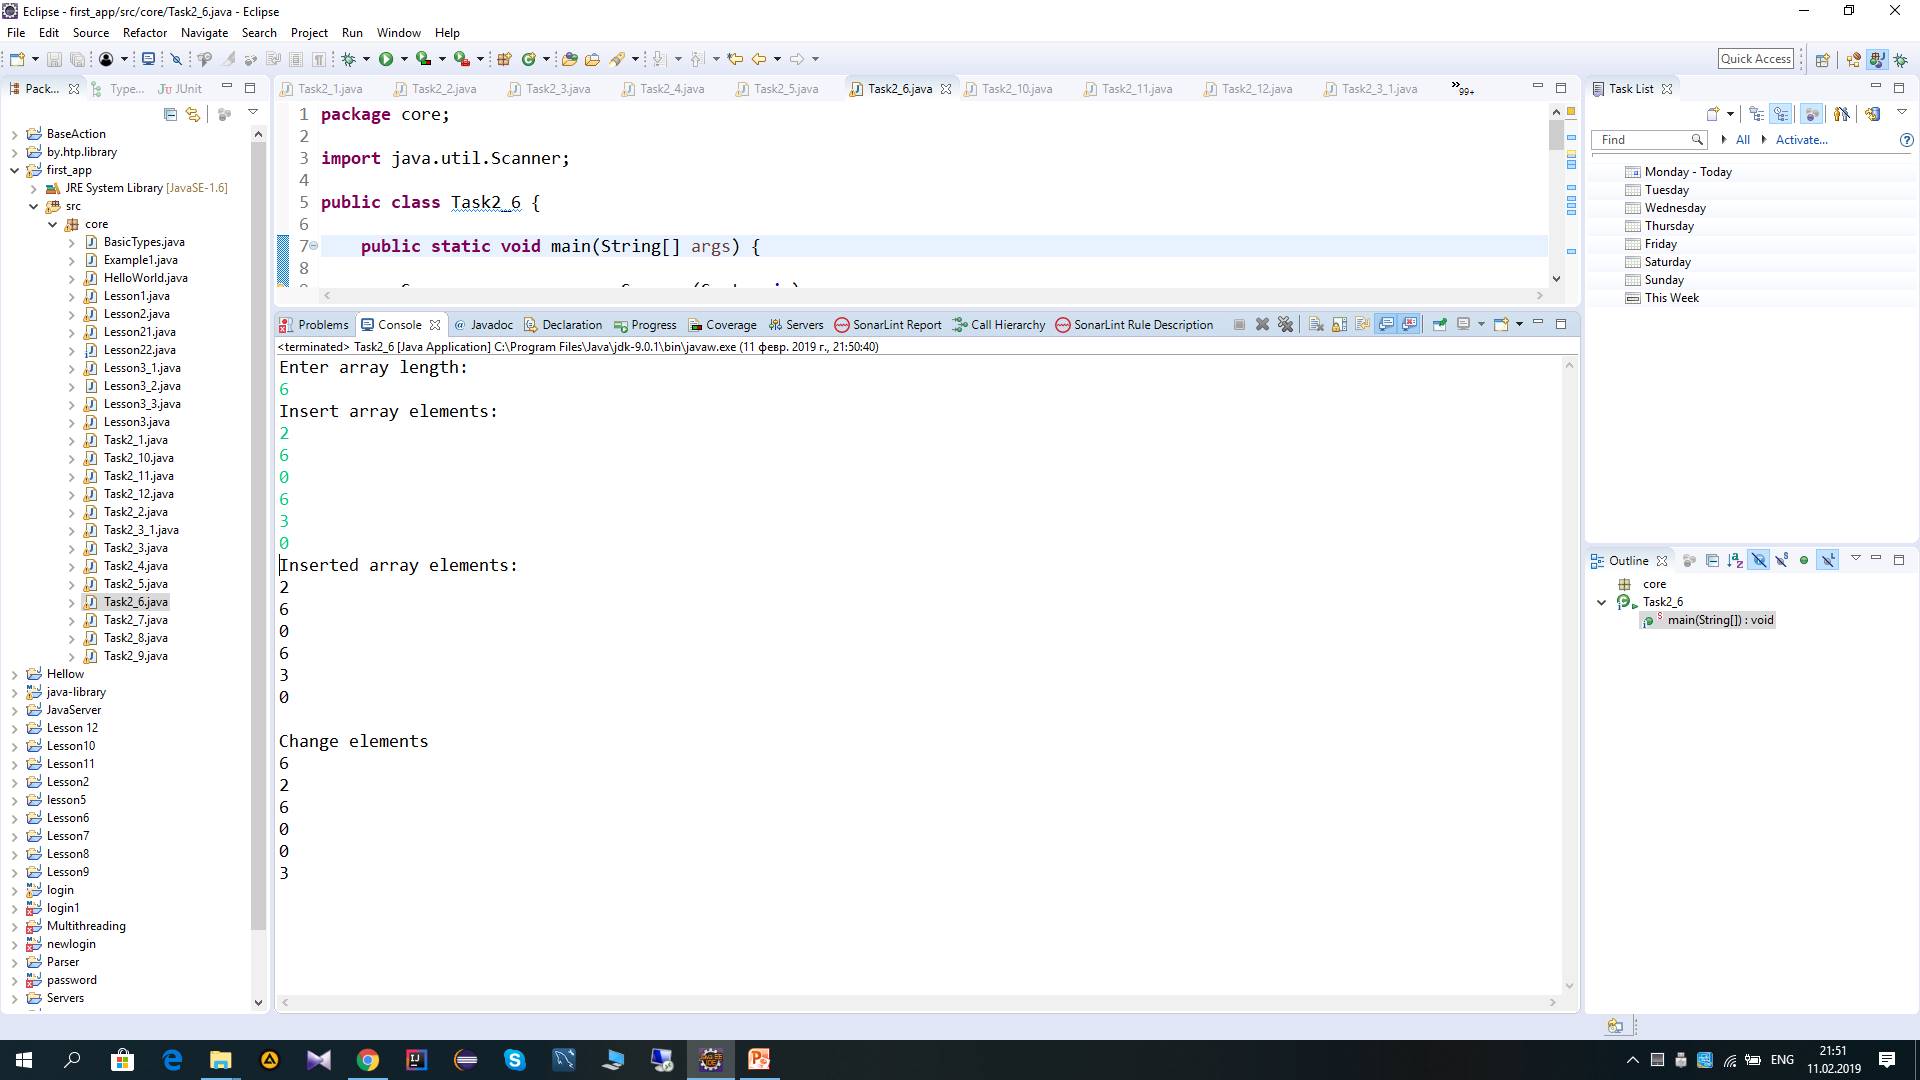 Eclipse - first_app/src/core/Task2_6.java - Eclipse
File Edit Source Refactor Navigate Search Project Run Window Help
Quick Access
Pack... Type... JUnit
Task2_1.java Task2_2.java Task2_3.java Task2_4.java Task2_5.java Task2_6.java Task2_10.java Task2_11.java Task2_12.java Task2_3_1.java »99+
BaseAction
by.htp.library
first_app
JRE System Library [JavaSE-1.6]
src
core
BasicTypes.java
Example1.java
HelloWorld.java
Lesson1.java
Lesson2.java
Lesson21.java
Lesson22.java
Lesson3_1.java
Lesson3_2.java
Lesson3_3.java
Lesson3.java
Task2_1.java
Task2_10.java
Task2_11.java
Task2_12.java
Task2_2.java
Task2_3_1.java
Task2_3.java
Task2_4.java
Task2_5.java
Task2_6.java
Task2_7.java
Task2_8.java
Task2_9.java
Hellow
java-library
JavaServer
Lesson 12
Lesson10
Lesson11
Lesson2
lesson5
Lesson6
Lesson7
Lesson8
Lesson9
login
login1
Multithreading
newlogin
Parser
password
Servers
1 package core;
2
3 import java.util.Scanner;
4
5 public class Task2_6 {
6
7 public static void main(String[] args) {
8
Problems Console Javadoc Declaration Progress Coverage Servers SonarLint Report Call Hierarchy SonarLint Rule Description
<terminated> Task2_6 [Java Application] C:\Program Files\Java\jdk-9.0.1\bin\javaw.exe (11 февр. 2019 г., 21:50:40)
Enter array length:
6
Insert array elements:
2
6
0
6
3
0
Inserted array elements:
2
6
0
6
3
0
Change elements
6
2
6
0
0
3
Task List
Find All Activate...
Monday - Today
Tuesday
Wednesday
Thursday
Friday
Saturday
Sunday
This Week
Outline
core
Task2_6
main(String[]) : void
ENG
21:51
11.02.2019